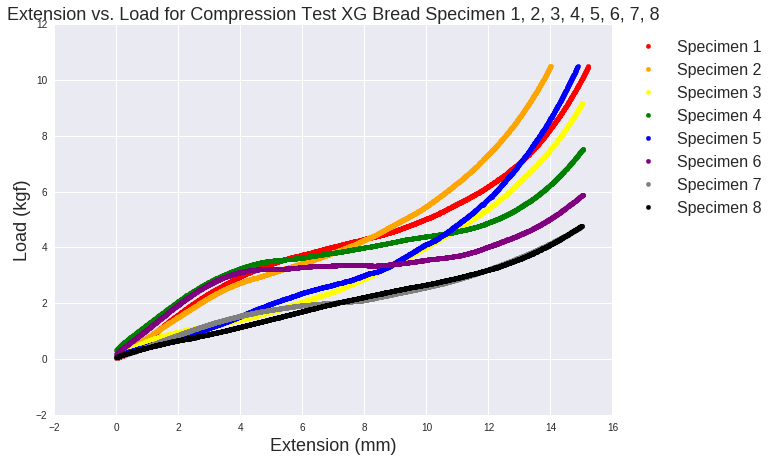 Extension vs. Load for Compression Test XG Bread Specimen 1, 2, 3, 4, 5, 6, 7, 8
12
10
8
6
4
2
0
−2
Load (kgf)
−2 0 2 4 6 8 10 12 14 16
Extension (mm)
Specimen 1
Specimen 2
Specimen 3
Specimen 4
Specimen 5
Specimen 6
Specimen 7
Specimen 8